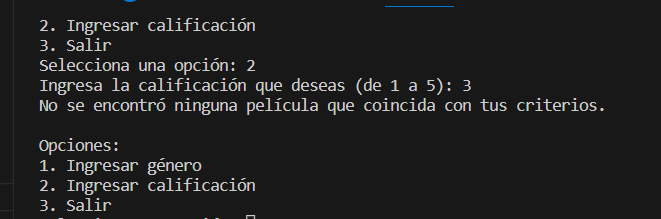 2. Ingresar calificación
3. Salir
Selecciona una opción: 2
Ingresa la calificación que deseas (de 1 a 5): 3
No se encontró ninguna película que coincida con tus criterios.
Opciones:
1. Ingresar género
2. Ingresar calificación
3. Salir